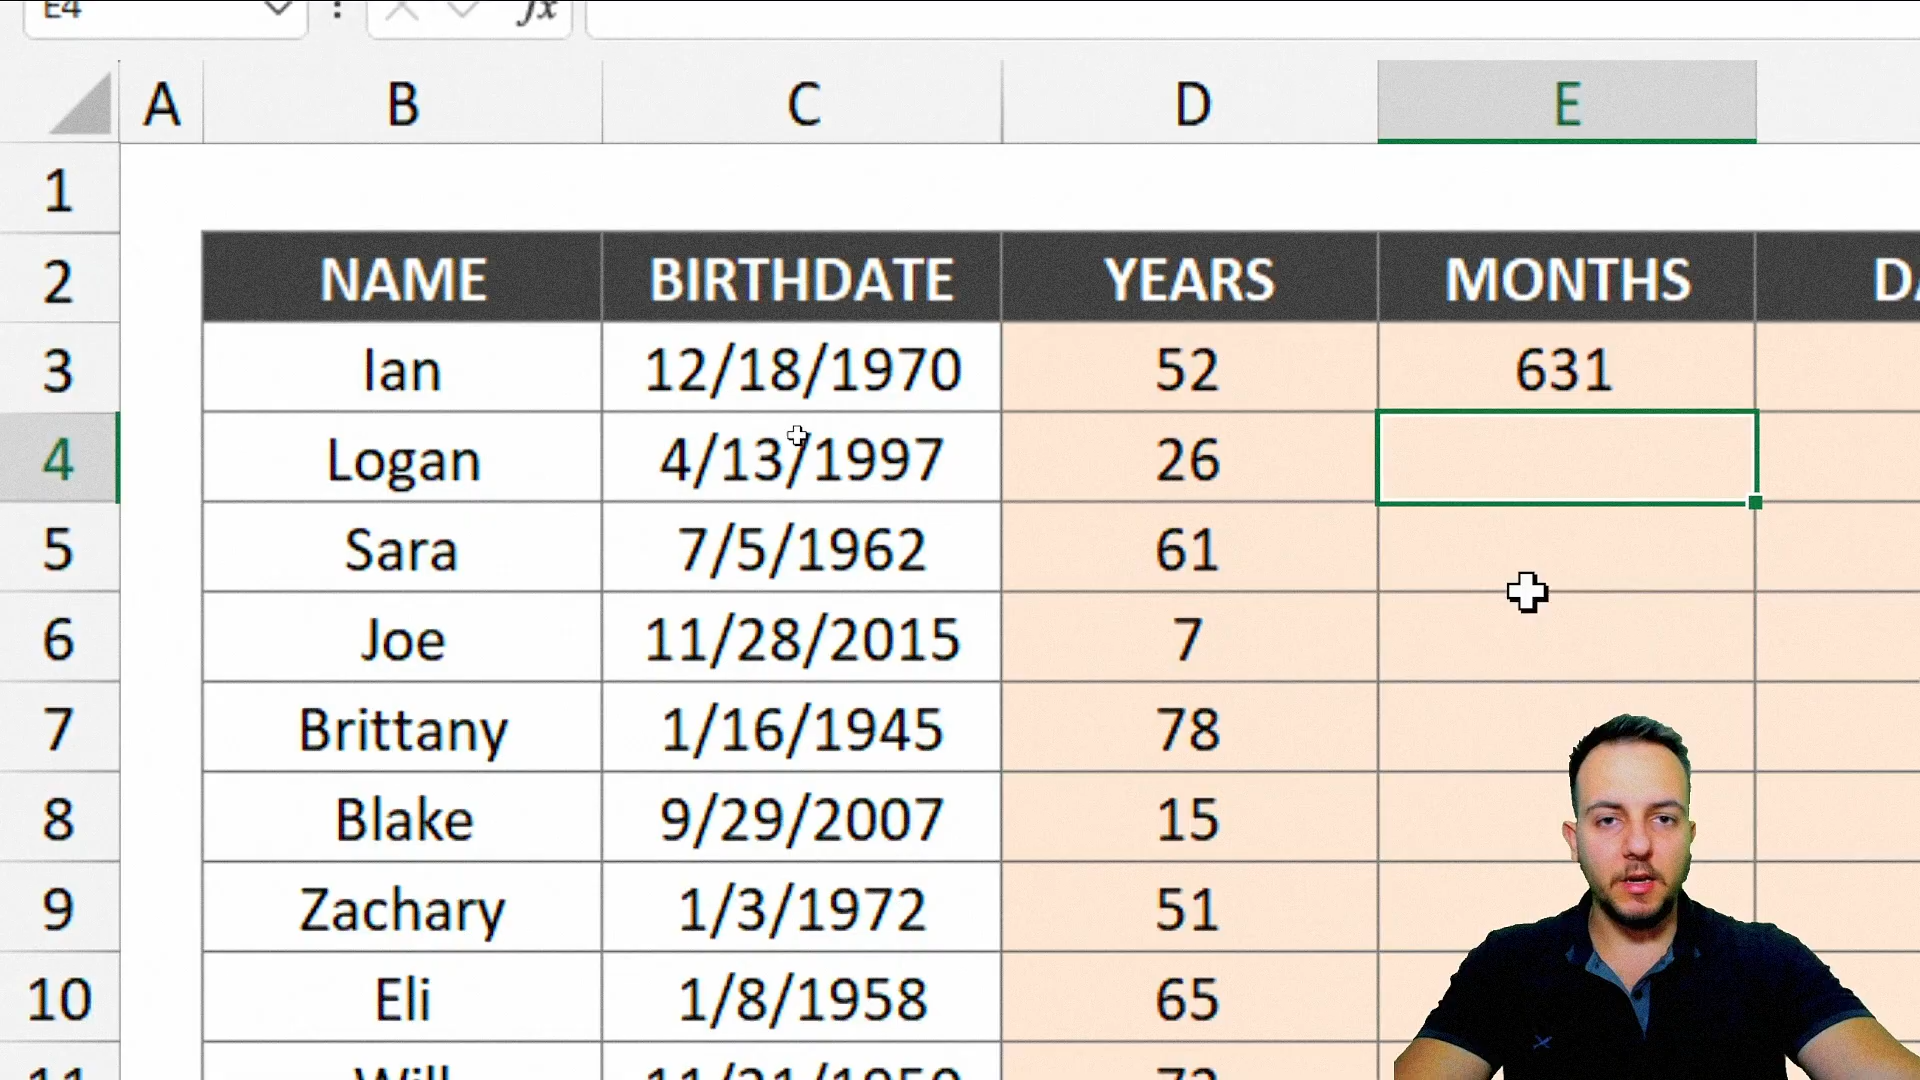 E4 fx
A B C D E
1
2 NAME BIRTHDATE YEARS MONTHS DA
3 Ian 12/18/1970 52 631
4 Logan 4/13/1997 26
5 Sara 7/5/1962 61
6 Joe 11/28/2015 7
7 Brittany 1/16/1945 78
8 Blake 9/29/2007 15
9 Zachary 1/3/1972 51
10 Eli 1/8/1958 65
11 Will